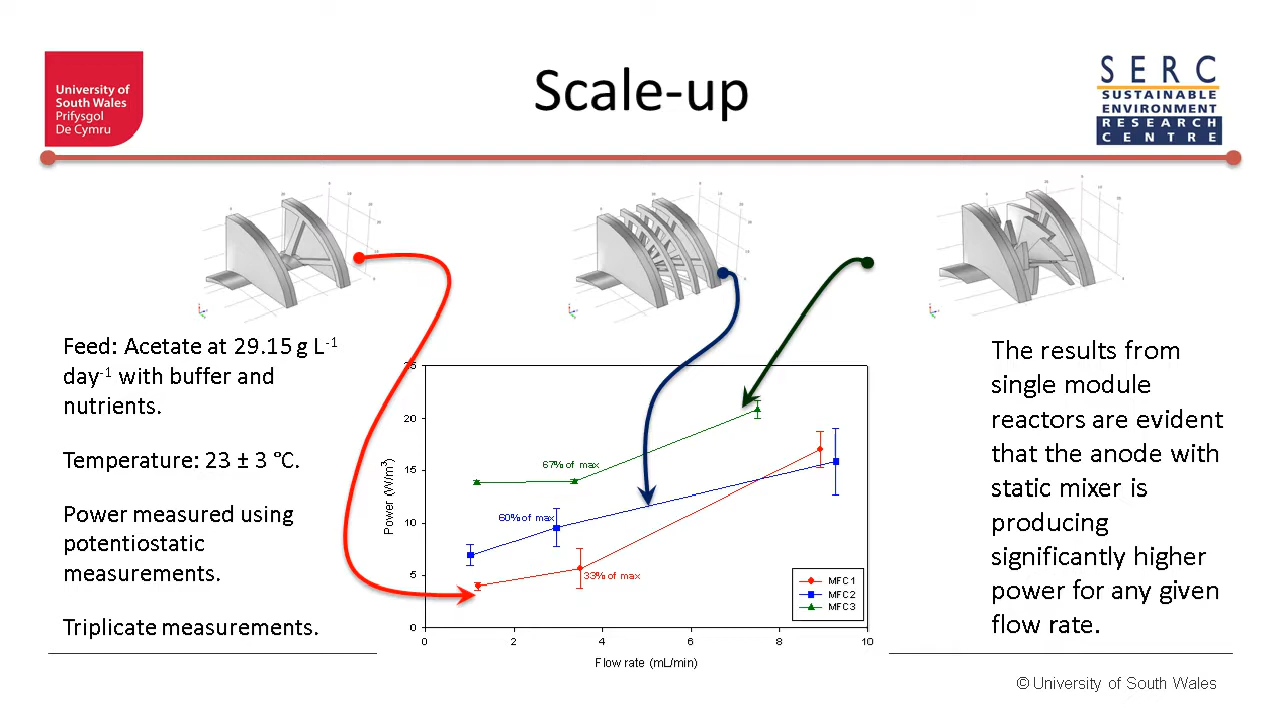 University of
South Wales
Prifysgol
De Cymru
Scale-up
SERC
SUSTAINABLE
ENVIRONMENT
RESEARCH
CENTRE
Feed: Acetate at 29.15 g L-1
day-1 with buffer and
nutrients.
Temperature: 23 ± 3 °C.
Power measured using
potentiostatic
measurements.
Triplicate measurements.
25
20
15
10
5
0
Power (W/m3)
67% of max
60% of max
33% of max
MFC1
MFC2
MFC3
0 2 4 6 8 10
Flow rate (mL/min)
The results from
single module
reactors are evident
that the anode with
static mixer is
producing
significantly higher
power for any given
flow rate.
© University of South Wales